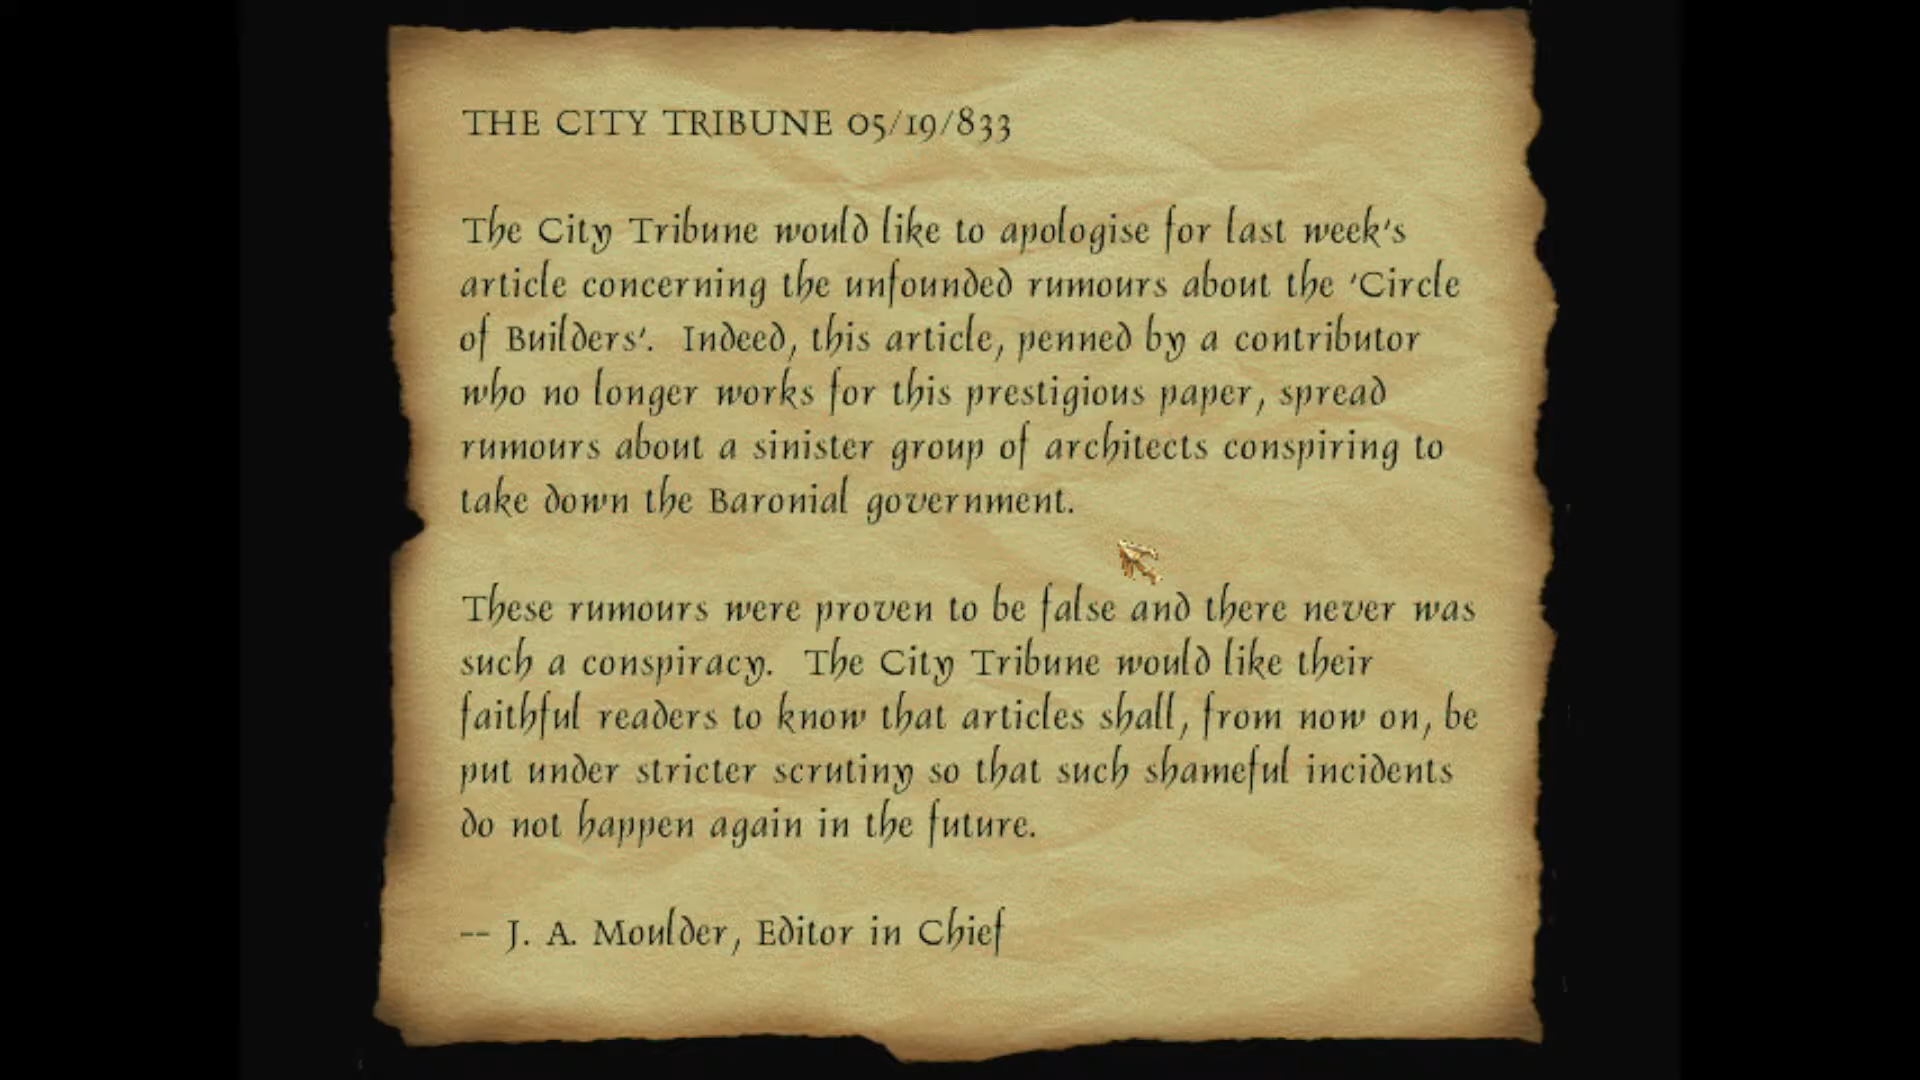 THE CITY TRIBUNE 05/19/833
The City Tribune would like to apologise for last week's
article concerning the unfounded rumours about the 'Circle
of Builders'.  Indeed, this article, penned by a contributor
who no longer works for this prestigious paper, spread
rumours about a sinister group of architects conspiring to
take down the Baronial government.
These rumours were proven to be false and there never was
such a conspiracy.  The City Tribune would like their
faithful readers to know that articles shall, from now on, be
put under stricter scrutiny so that such shameful incidents
do not happen again in the future.
-- J. A. Moulder, Editor in Chief